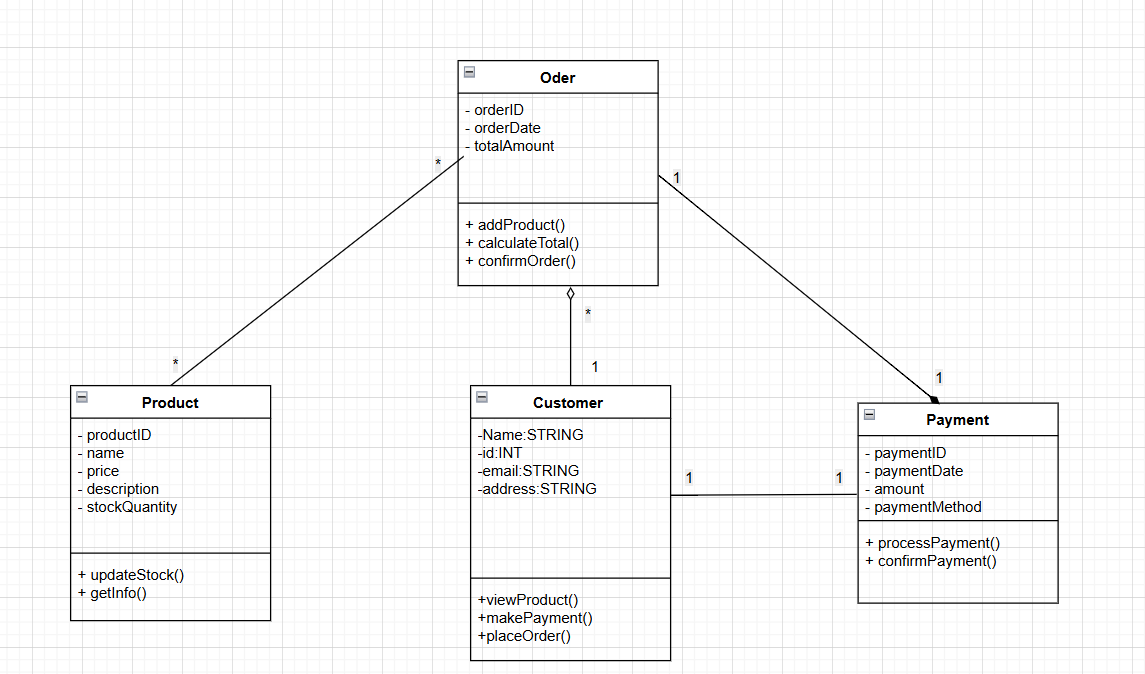 Oder
- orderID
- orderDate
- totalAmount
+ addProduct()
+ calculateTotal()
+ confirmOrder()
*
1
*
1
*
1
Product
- productID
- name
- price
- description
- stockQuantity
+ updateStock()
+ getInfo()
Customer
-Name:STRING
-id:INT
-email:STRING
-address:STRING
+viewProduct()
+makePayment()
+placeOrder()
1
1
Payment
- paymentID
- paymentDate
- amount
- paymentMethod
+ processPayment()
+ confirmPayment()